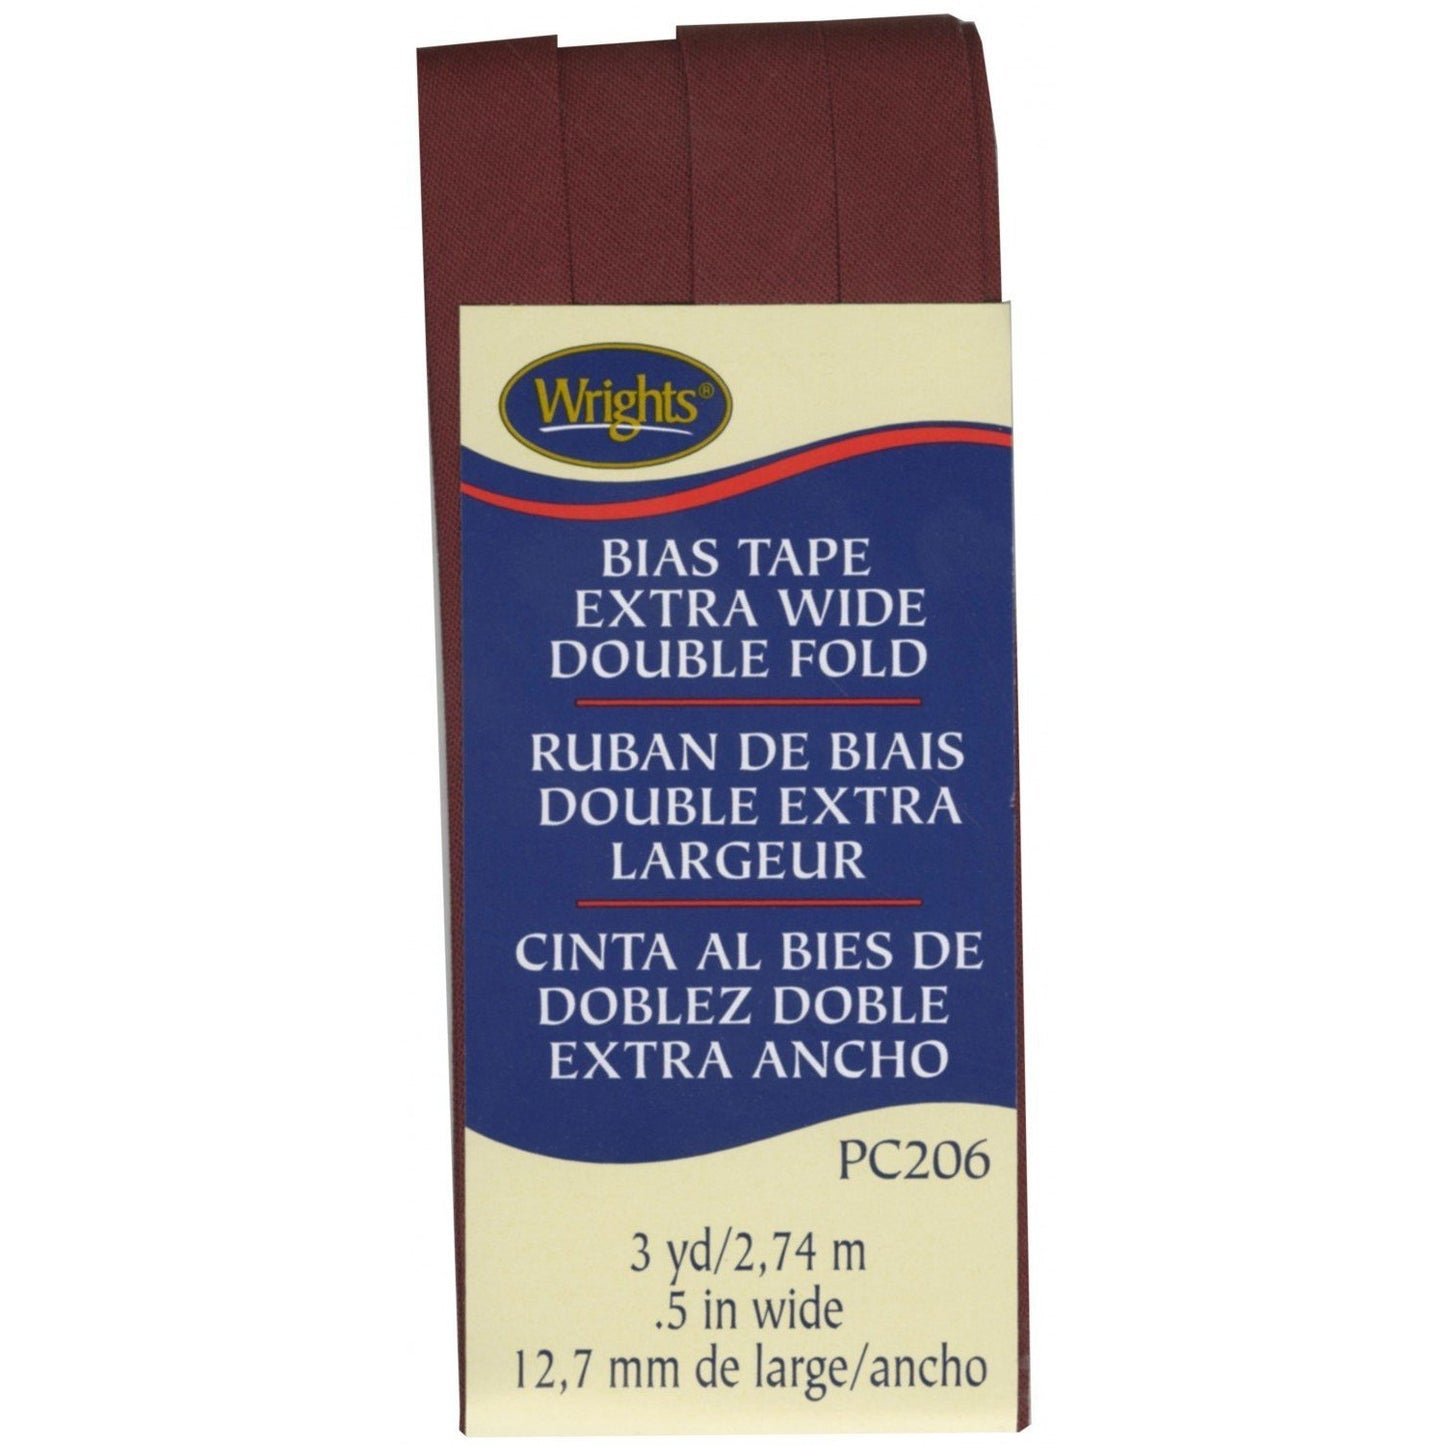 Wrights®
BIAS TAPE
EXTRA WIDE
DOUBLE FOLD
RUBAN DE BIAIS
DOUBLE EXTRA
LARGEUR
CINTA AL BIES DE
DOBLEZ DOBLE
EXTRA ANCHO
PC206
3 yd/2,74 m
.5 in wide
12,7 mm de large/ancho